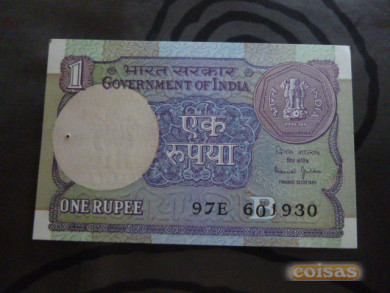 1
भारत सरकार
GOVERNMENT OF INDIA
एक
रुपया
ONE RUPEE
97E 601930
B
coisas